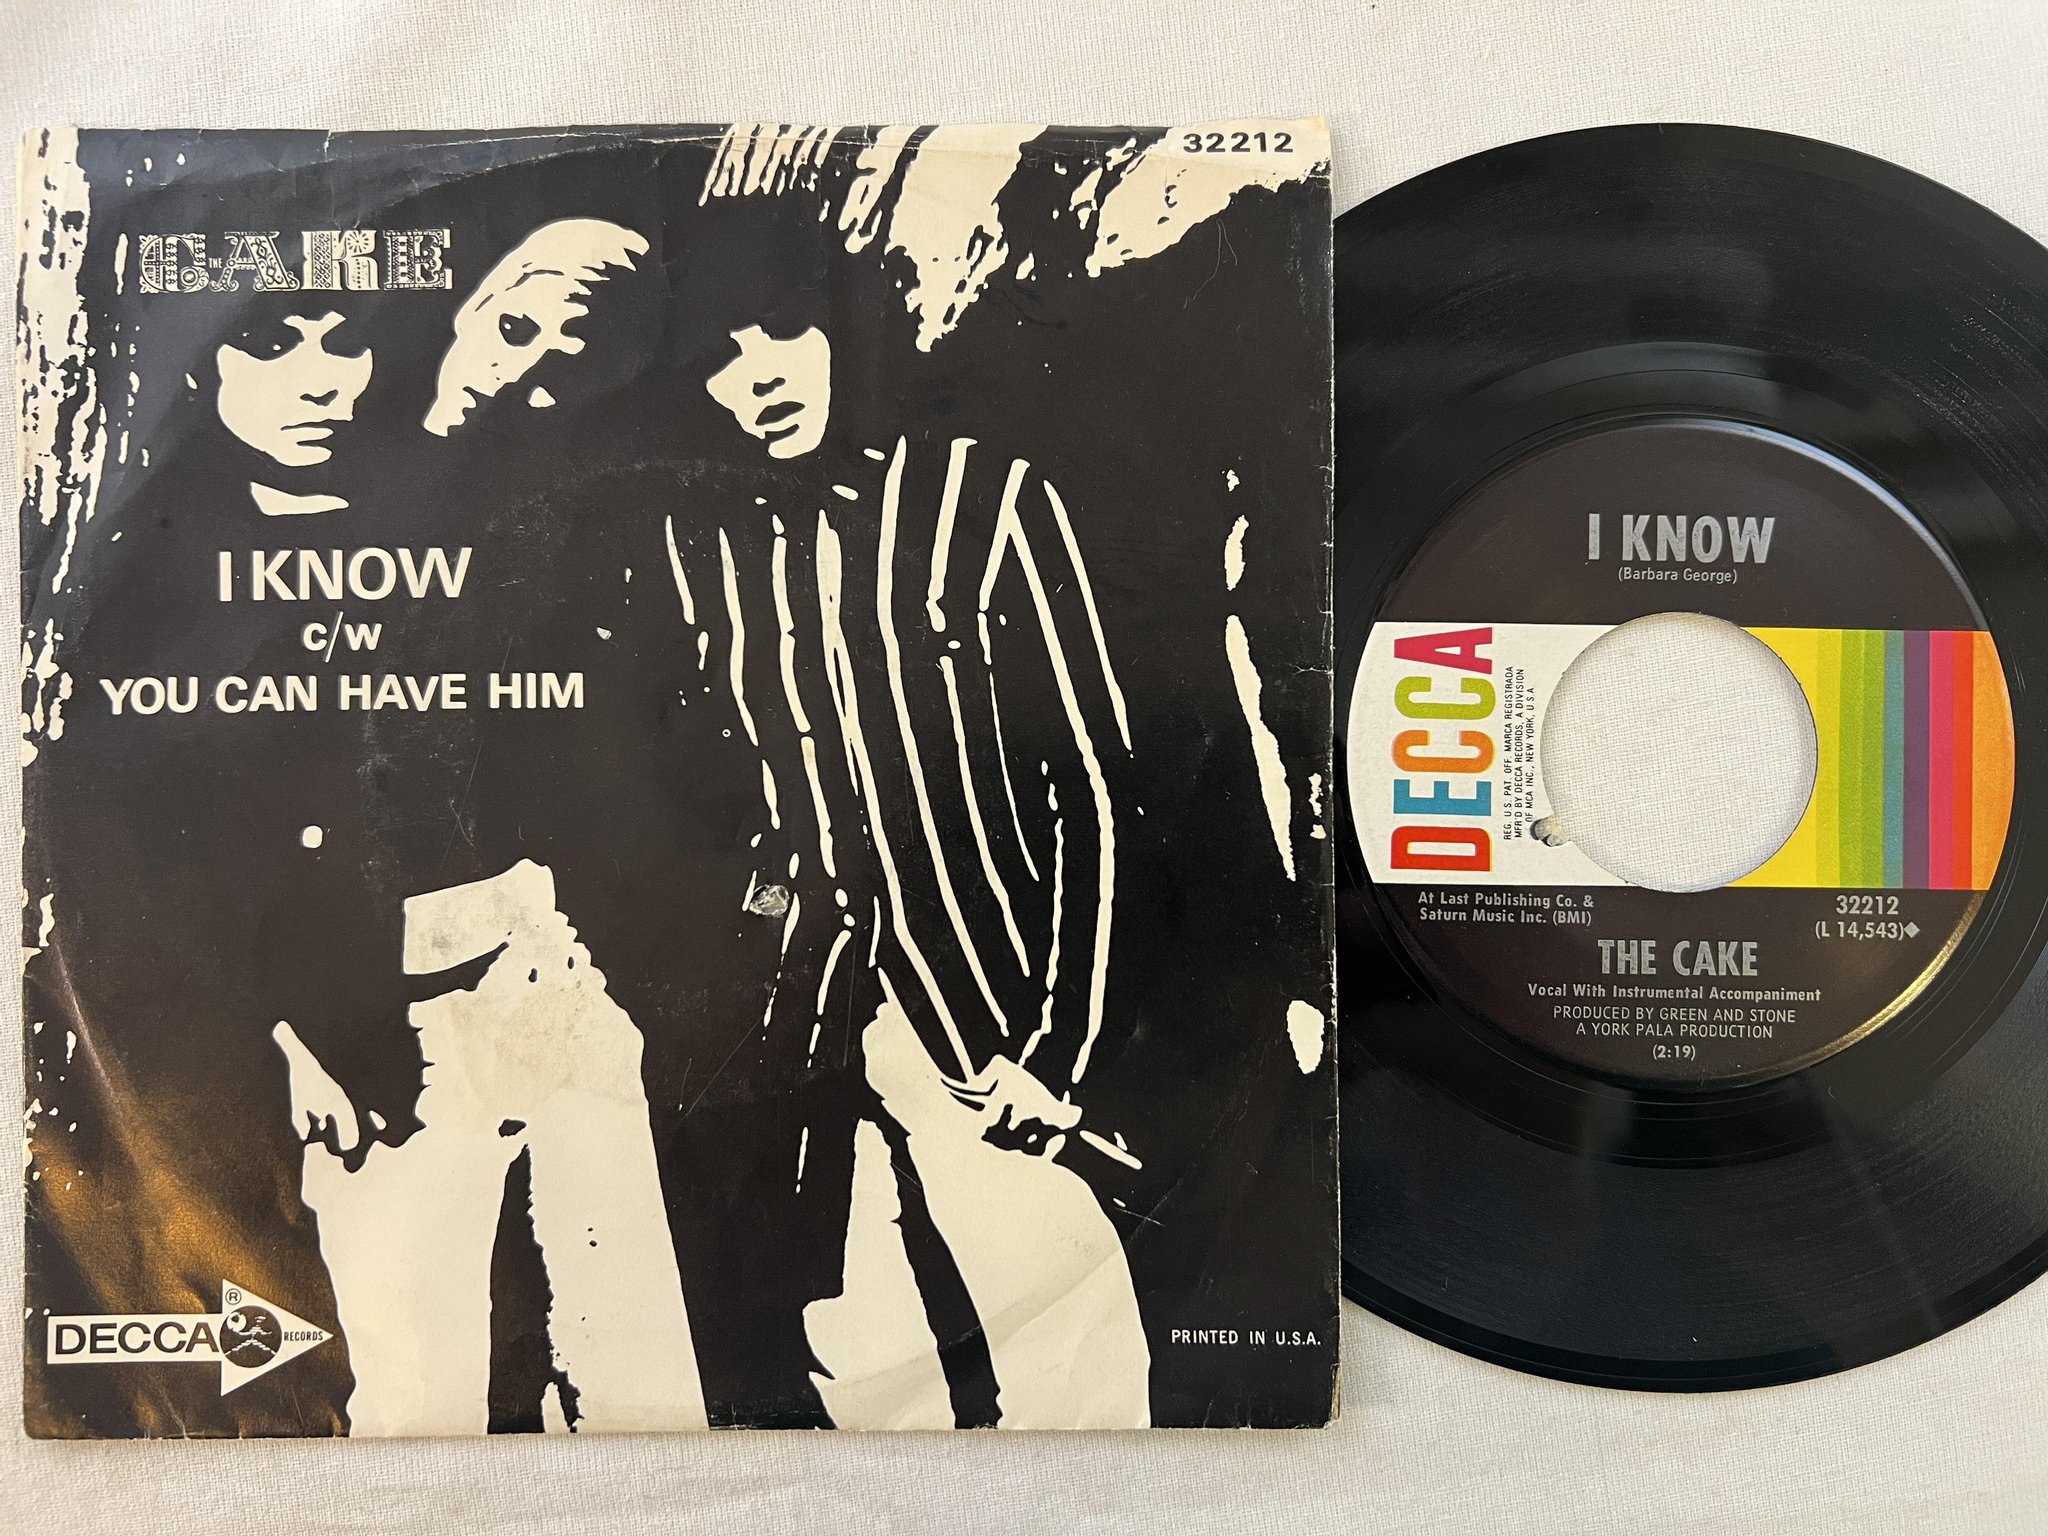 32212
THE CAKE
I KNOW
c/w
YOU CAN HAVE HIM
DECCA ® RECORDS
PRINTED IN U.S.A.
I KNOW
(Barbara George)
DECCA
REG. U.S. PAT. OFF. MARCA REGISTRADA
MFR'D BY DECCA RECORDS, A DIVISION
OF MCA INC., NEW YORK, U.S.A.
At Last Publishing Co. &
Saturn Music Inc. (BMI)
32212
(L 14,543)◆
THE CAKE
Vocal With Instrumental Accompaniment
PRODUCED BY GREEN AND STONE
A YORK PALA PRODUCTION
(2:19)